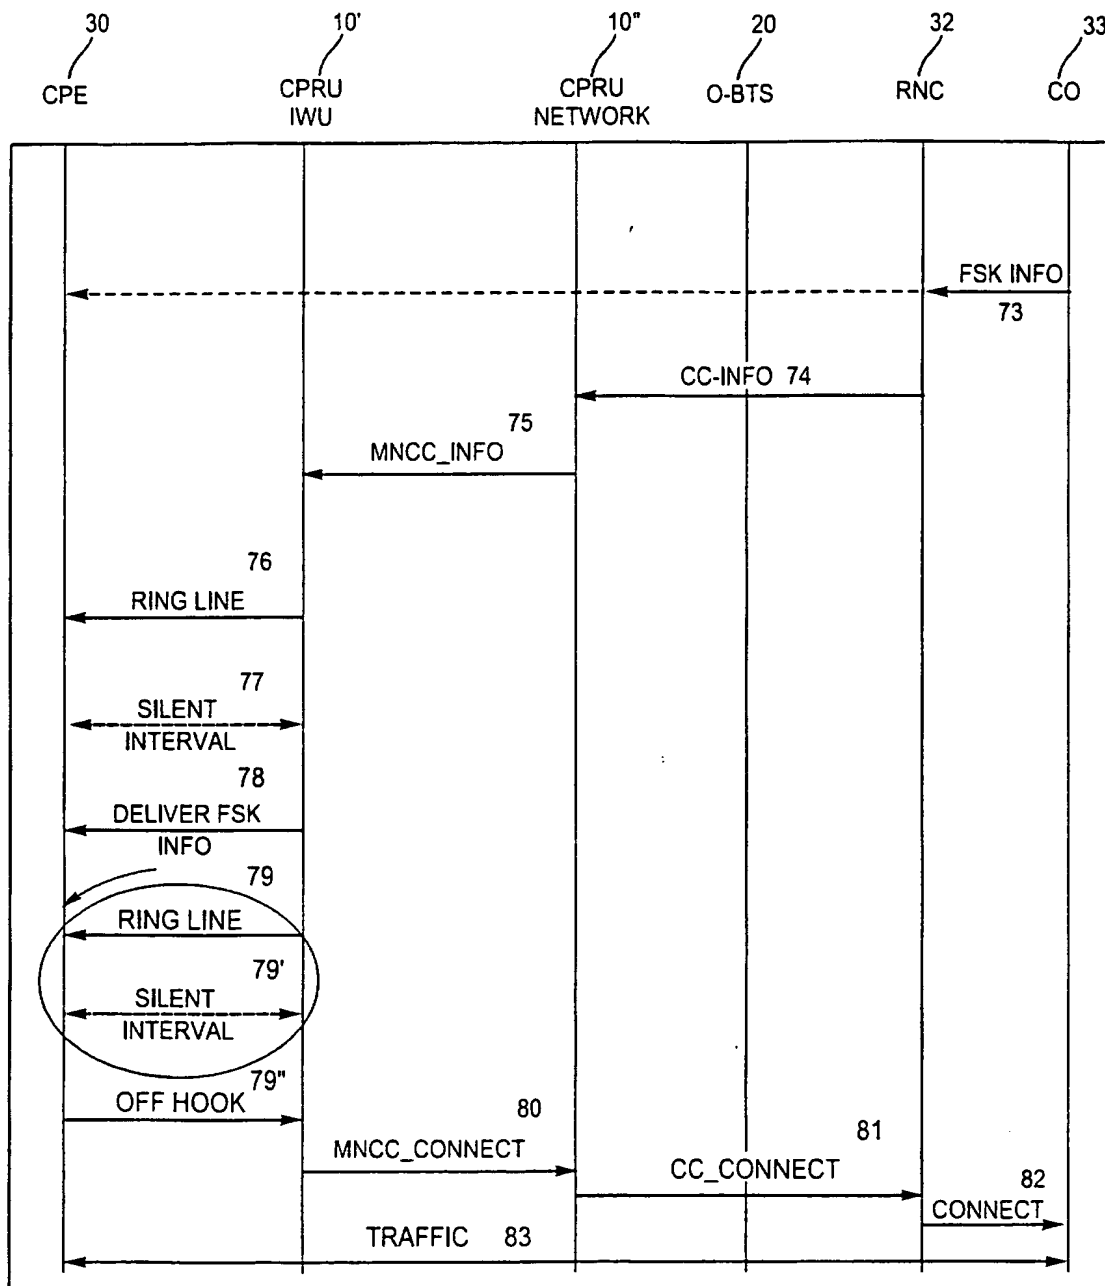 30 10' 10" 20 32 33
CPE CPRU IWU CPRU NETWORK O-BTS RNC CO
FSK INFO
73
CC-INFO 74
75
MNCC_INFO
76
RING LINE
77
SILENT
INTERVAL
78
DELIVER FSK
INFO
79
RING LINE
79'
SILENT
INTERVAL
79"
OFF HOOK
80
MNCC_CONNECT
81
CC_CONNECT
82
CONNECT
TRAFFIC 83